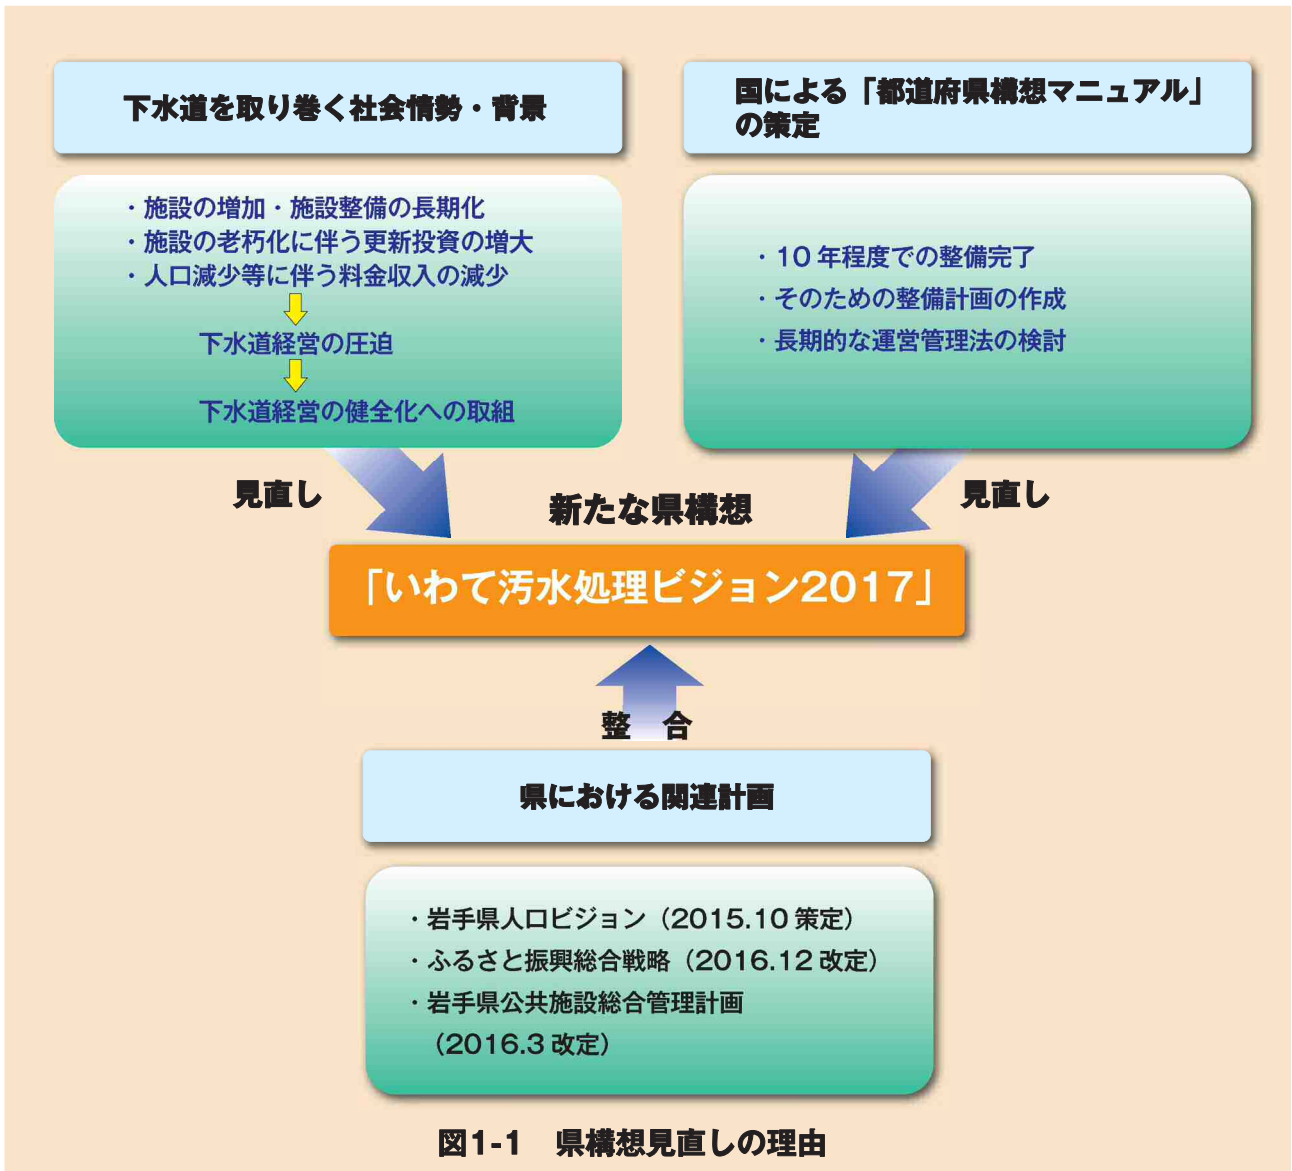 下水道を取り巻く社会情勢・背景
・施設の増加・施設整備の長期化
・施設の老朽化に伴う更新投資の増大
・人口減少等に伴う料金収入の減少
下水道経営の圧迫
下水道経営の健全化への取組
国による「都道府県構想マニュアル」
の策定
・10年程度での整備完了
・そのための整備計画の作成
・長期的な運営管理法の検討
見直し
新たな県構想
見直し
「いわて汚水処理ビジョン2017」
整　合
県における関連計画
・岩手県人口ビジョン（2015.10 策定）
・ふるさと振興総合戦略（2016.12 改定）
・岩手県公共施設総合管理計画
（2016.3 改定）
図1-1　県構想見直しの理由